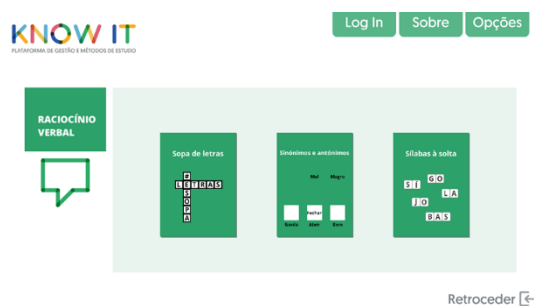 KNOW IT
PLATAFORMA DE GESTÃO E MÉTODOS DE ESTUDO
Log In
Sobre
Opções
RACIOCÍNIO
VERBAL
Sopa de letras
#
LETRAS
S
O
P
A
Sinónimos e antónimos
Mal Magro
Fechar
Gordo Abrir Bem
Sílabas à solta
SÍ GO
LA
JO
BAS
Retroceder